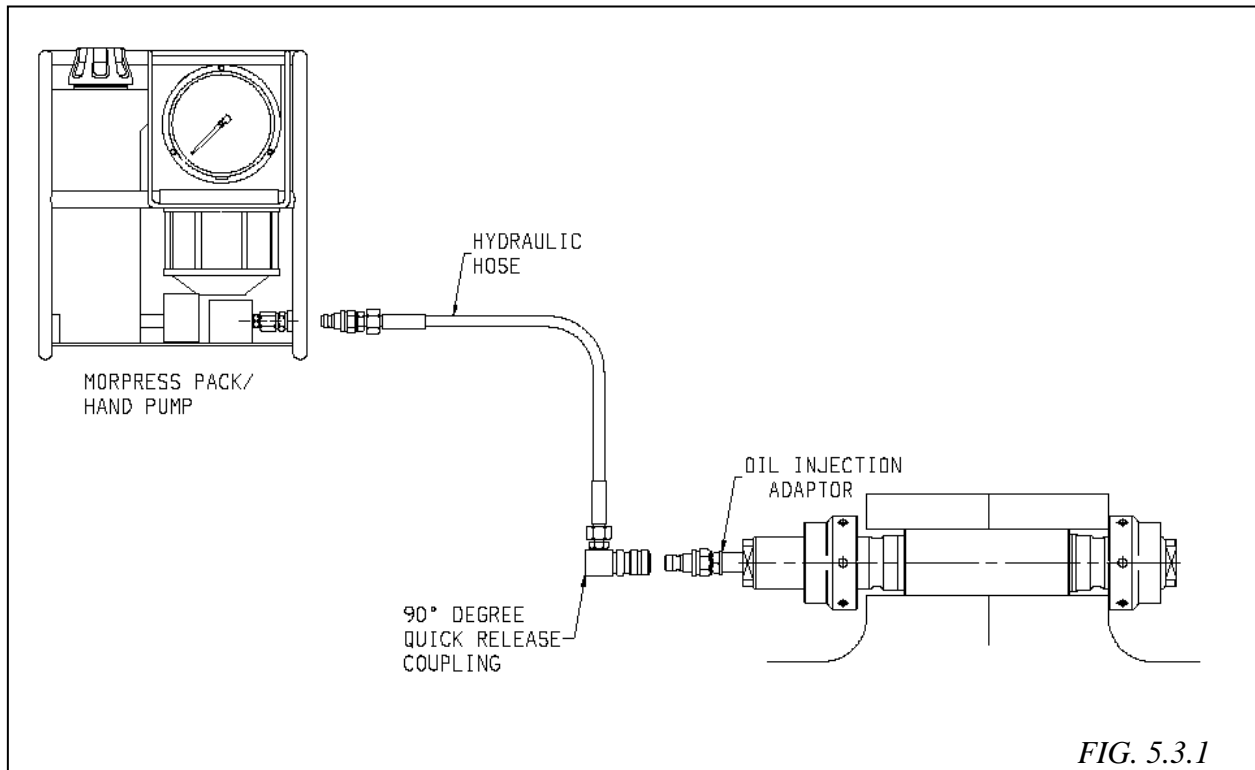 HYDRAULIC
HOSE
MORPRESS PACK/
HAND PUMP
OIL INJECTION
ADAPTOR
90° DEGREE
QUICK RELEASE
COUPLING
FIG. 5.3.1